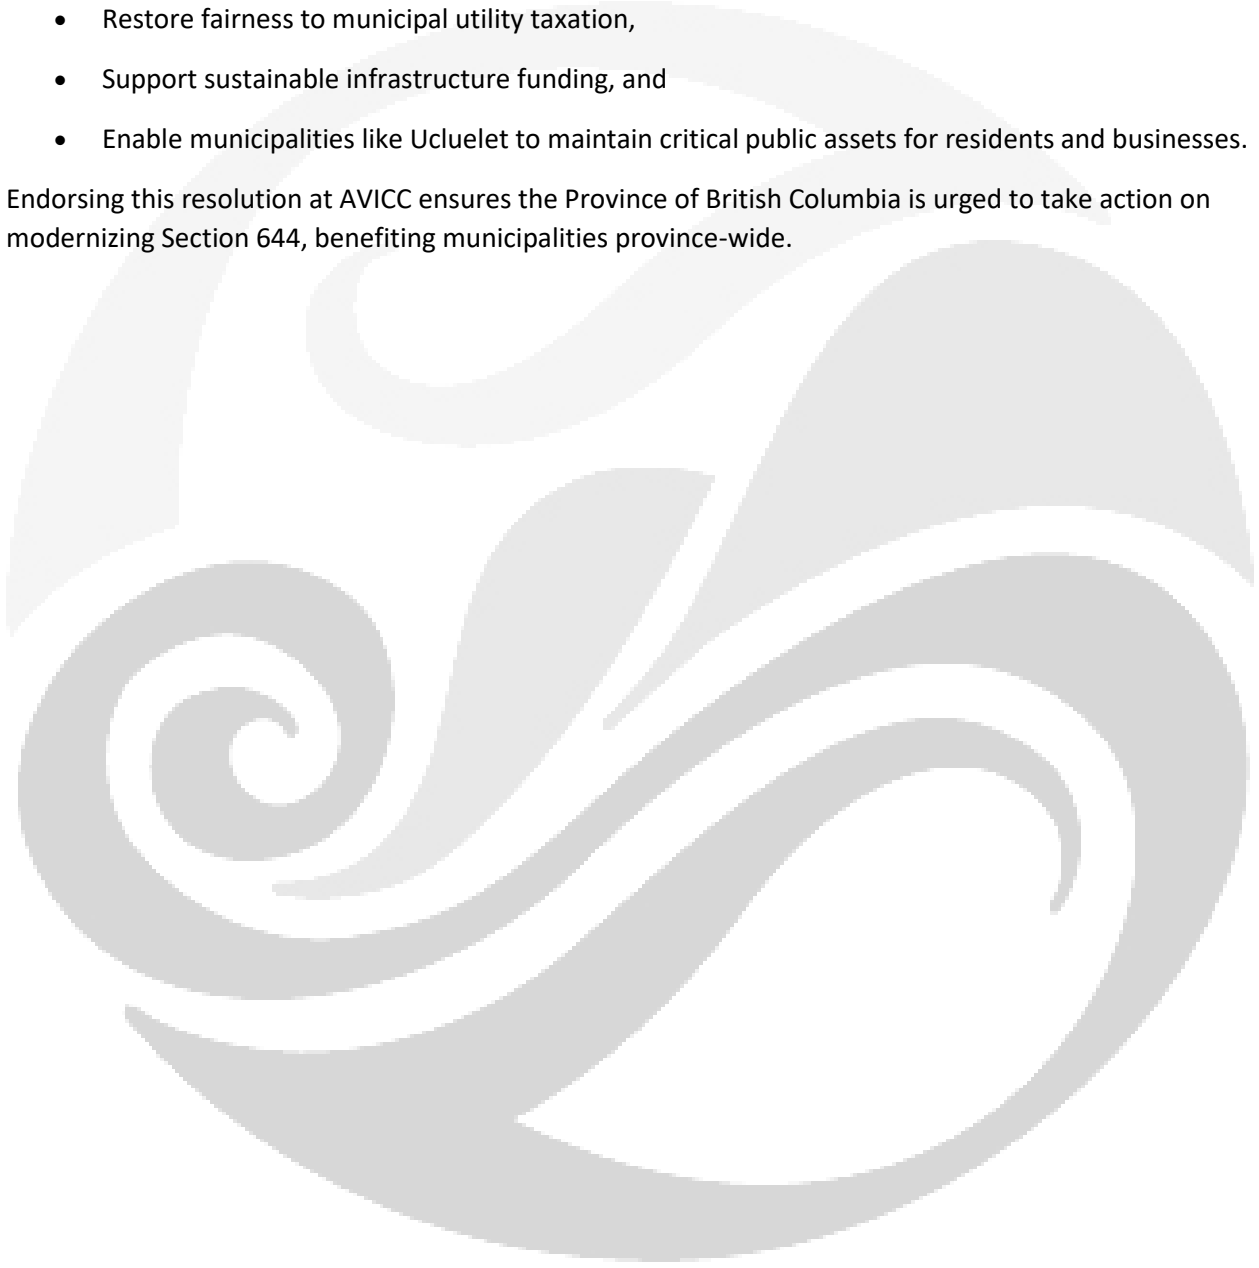 • Restore fairness to municipal utility taxation,
• Support sustainable infrastructure funding, and
• Enable municipalities like Ucluelet to maintain critical public assets for residents and businesses.
Endorsing this resolution at AVICC ensures the Province of British Columbia is urged to take action on
modernizing Section 644, benefiting municipalities province-wide.